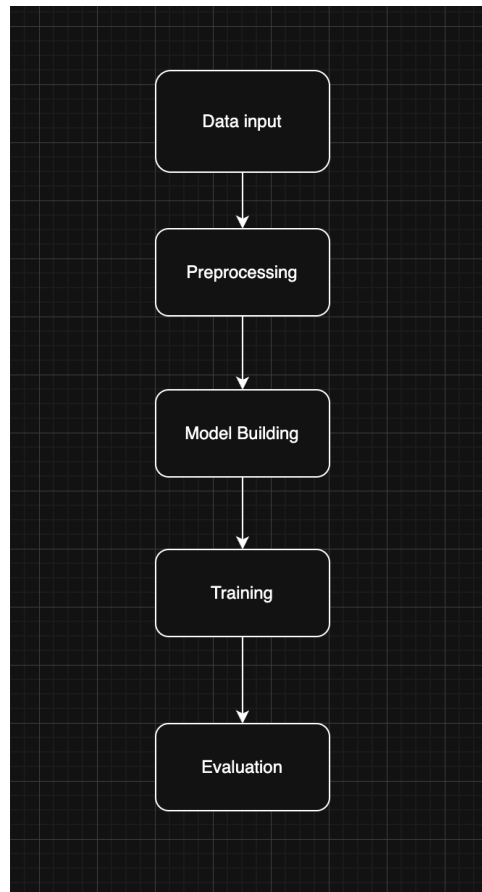 Data input
Preprocessing
Model Building
Training
Evaluation